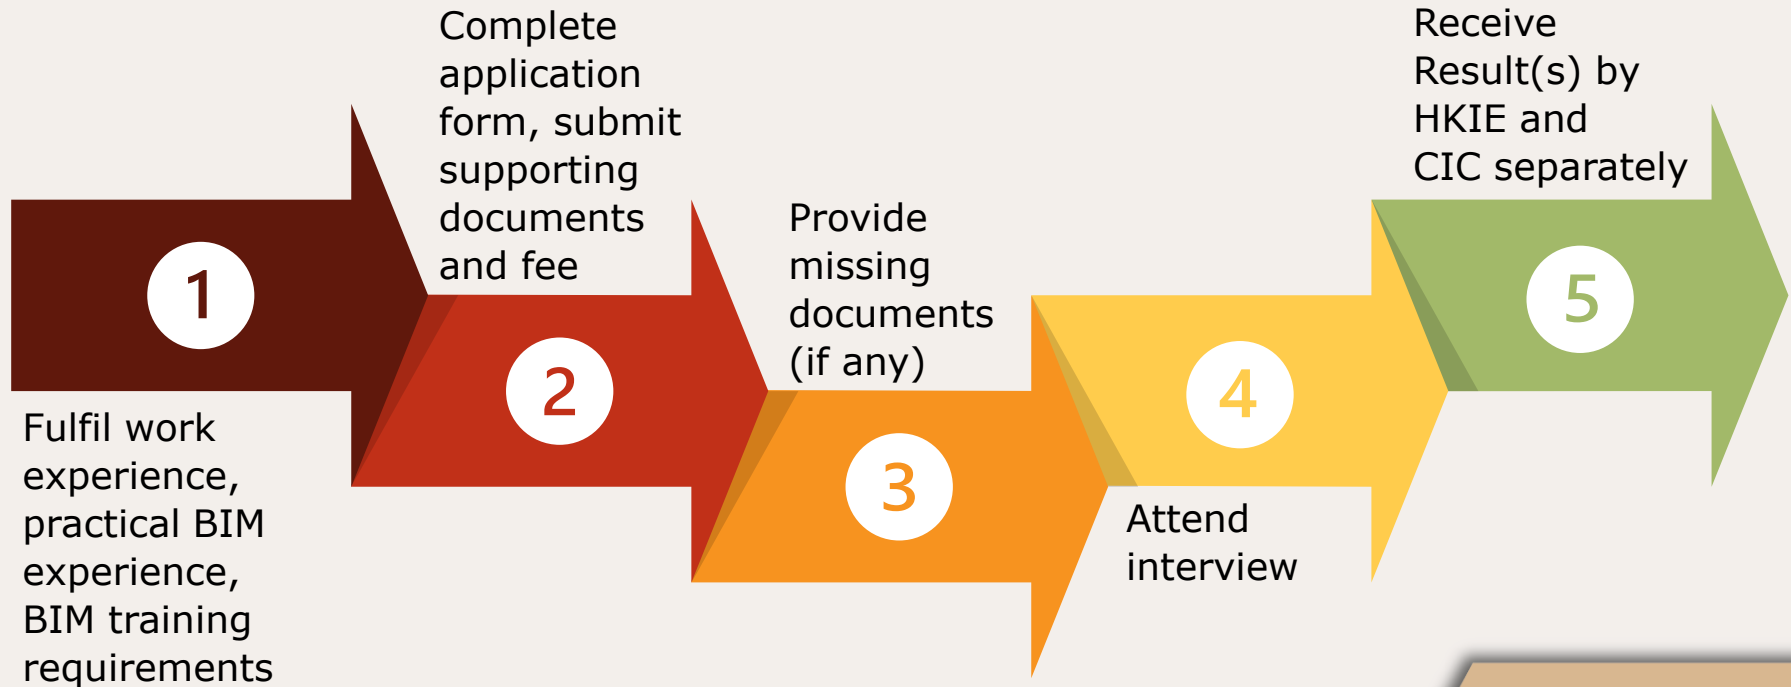 1
Fulfil work
experience,
practical BIM
experience,
BIM training
requirements
2
Complete
application
form, submit
supporting
documents
and fee
3
Provide
missing
documents
(if any)
4
Attend
interview
5
Receive
Result(s) by
HKIE and
CIC separately